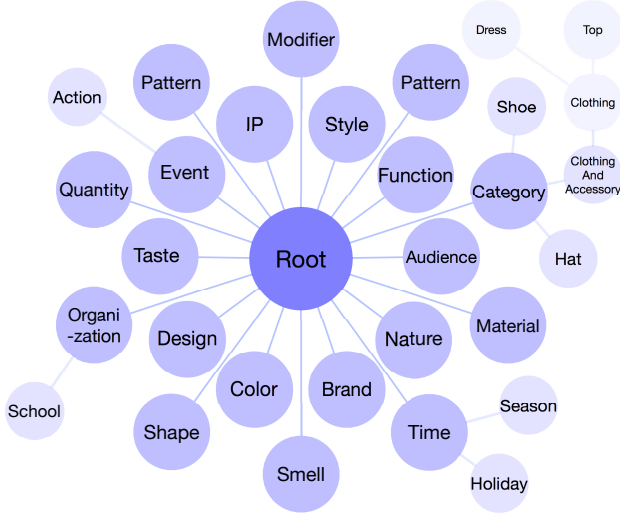 Modifier
Dress
Top
Pattern
Pattern
Action
Shoe
Clothing
IP
Style
Event
Function
Clothing
And
Accessory
Quantity
Category
Taste
Root
Audience
Hat
Organi
-zation
Design
Nature
Material
Color
Brand
School
Shape
Time
Season
Smell
Holiday